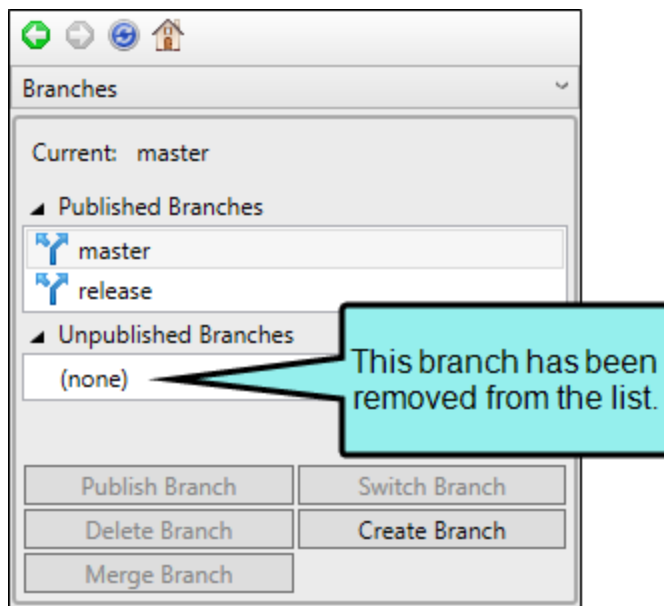 Branches
Current: master
Published Branches
master
release
Unpublished Branches
(none)
This branch has been
removed from the list.
Publish Branch
Switch Branch
Delete Branch
Create Branch
Merge Branch